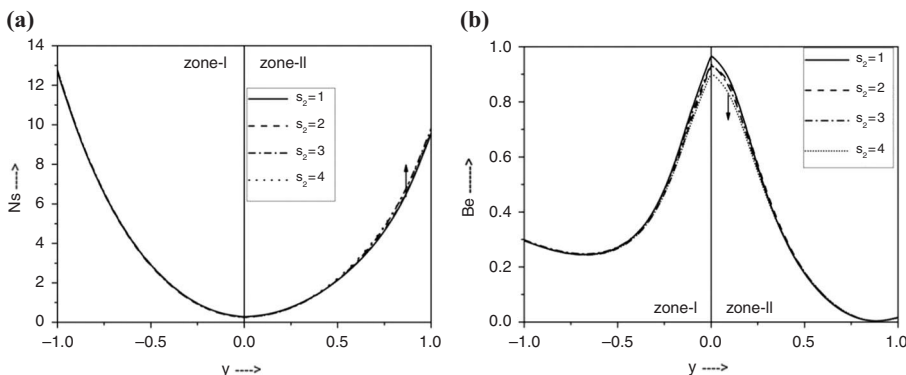 (a)
14
12
10
8
6
4
2
0
Ns ---->
zone-I
zone-II
s₂=1
s₂=2
s₂=3
s₂=4
−1.0
−0.5
0.0
0.5
1.0
y ---->
(b)
1.0
0.8
0.6
0.4
0.2
0.0
Be ---->
s₂=1
s₂=2
s₂=3
s₂=4
zone-I
zone-II
−1.0
−0.5
0.0
0.5
1.0
y ---->